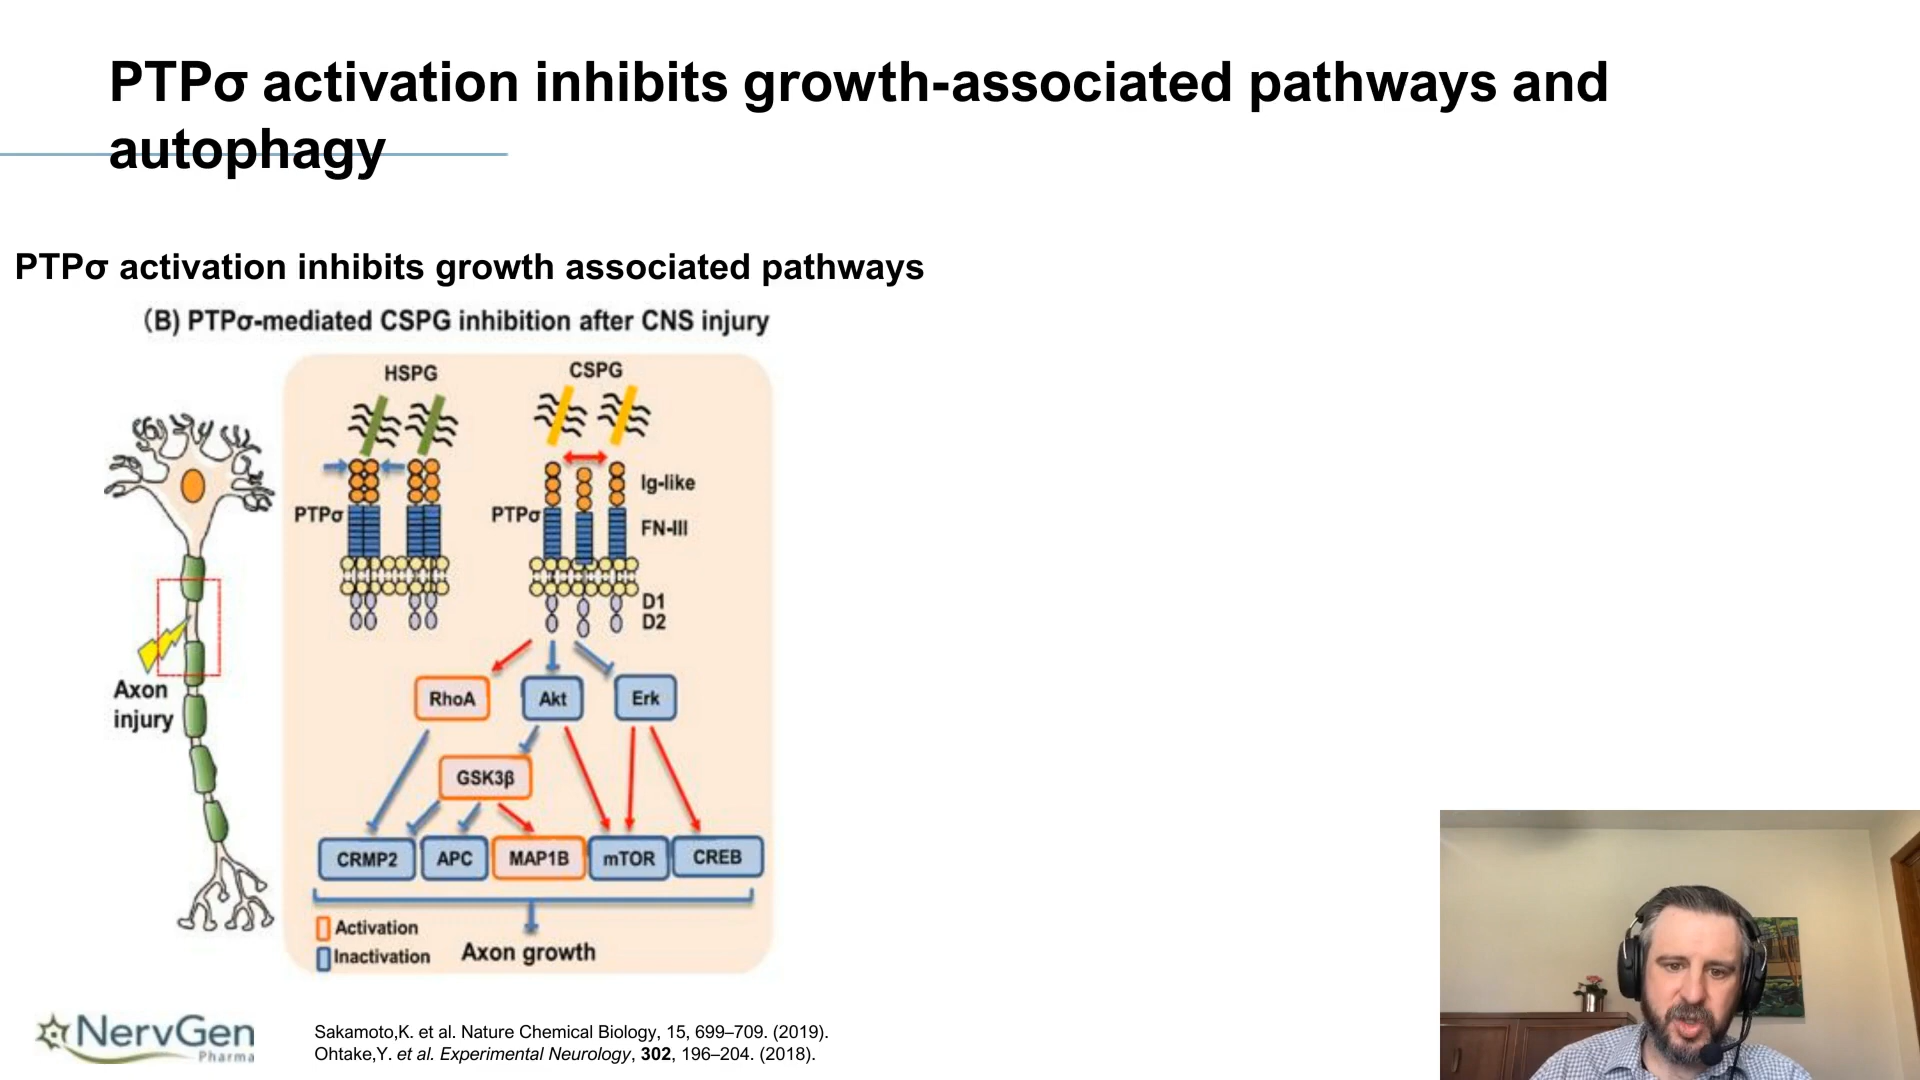 PTPσ activation inhibits growth-associated pathways and
autophagy
PTPσ activation inhibits growth associated pathways
(B) PTPσ-mediated CSPG inhibition after CNS injury
HSPG
CSPG
Ig-like
PTPσ
PTPσ
FN-III
D1
D2
Axon
injury
RhoA
Akt
Erk
GSK3β
CRMP2
APC
MAP1B
mTOR
CREB
Activation
Inactivation
Axon growth
NervGen
Pharma
Sakamoto,K. et al. Nature Chemical Biology, 15, 699–709. (2019).
Ohtake,Y. et al. Experimental Neurology, 302, 196–204. (2018).